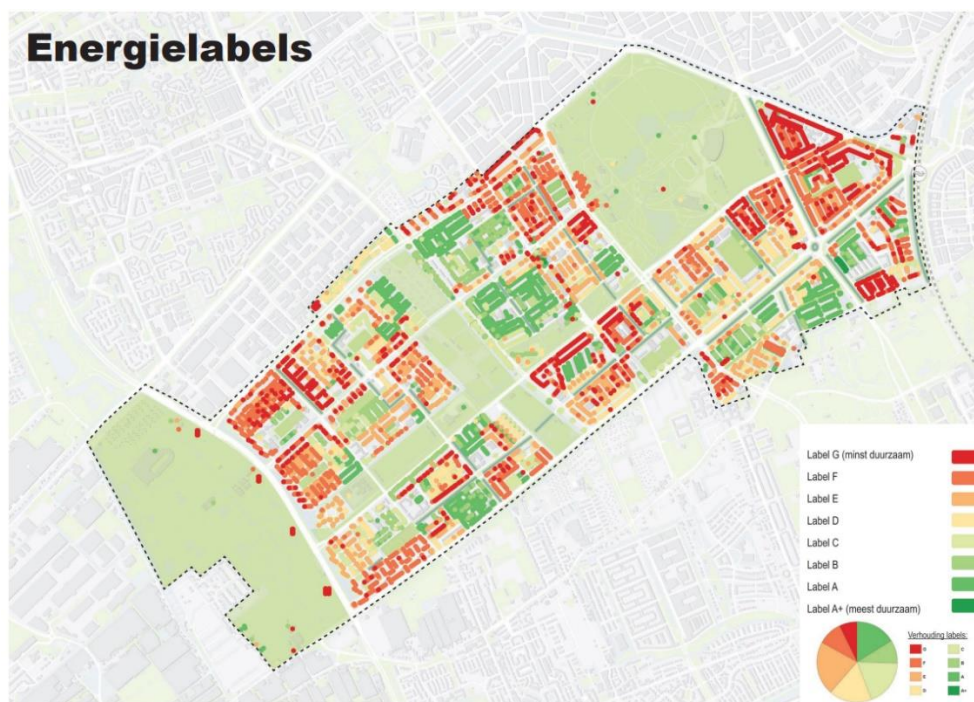 Energielabels
Label G (minst duurzaam)
Label F
Label E
Label D
Label C
Label B
Label A
Label A+ (meest duurzaam)
Verhouding labels:
G C
F B
E A
D A+